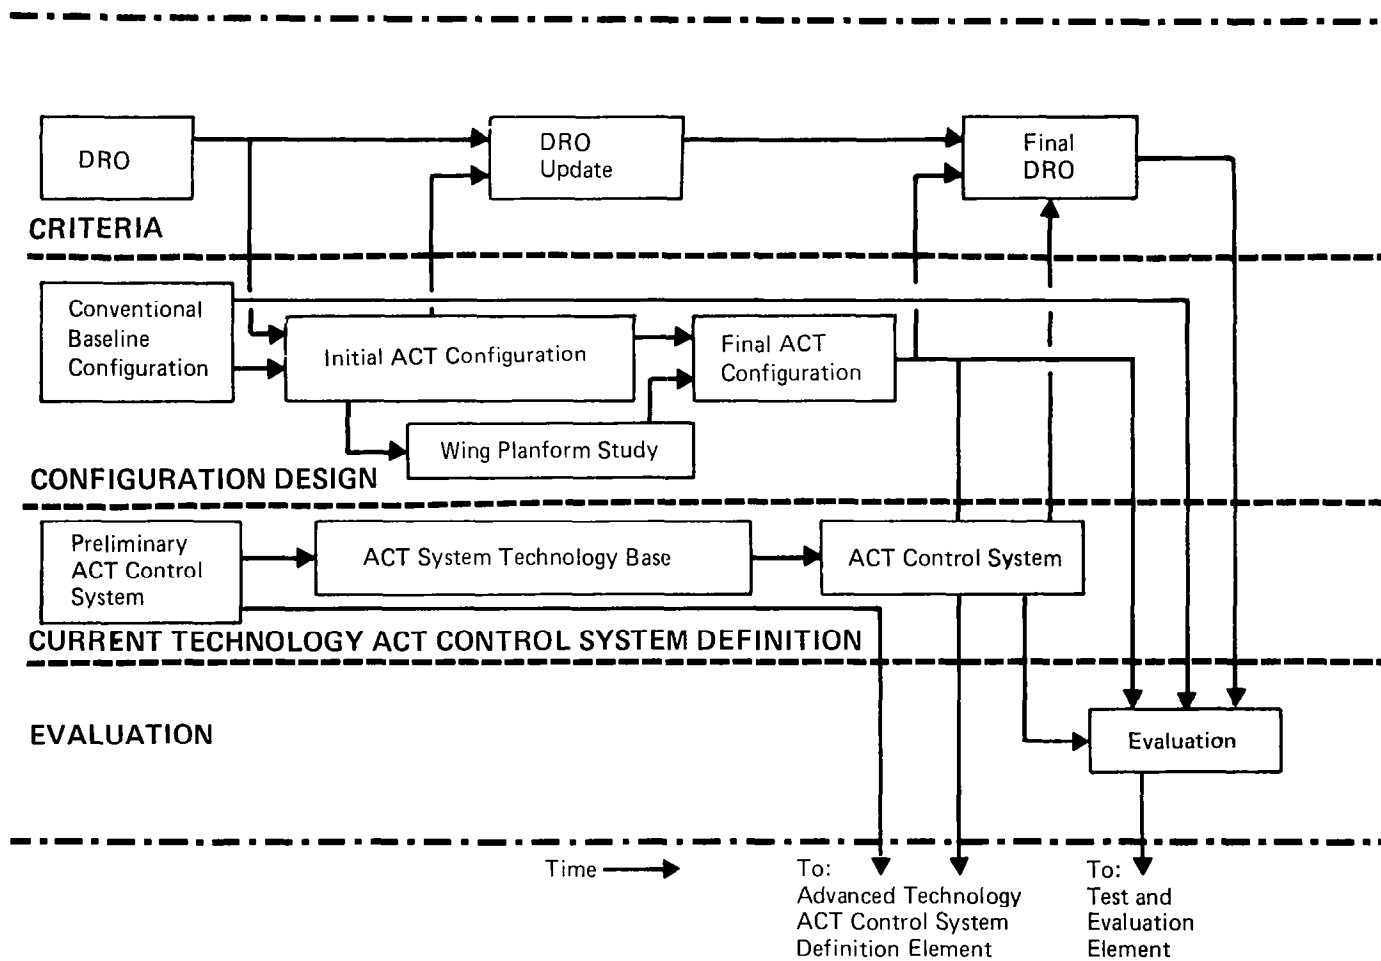 DRO
DRO
Update
Final
DRO
CRITERIA
Conventional
Baseline
Configuration
Initial ACT Configuration
Final ACT
Configuration
Wing Planform Study
CONFIGURATION DESIGN
Preliminary
ACT Control
System
ACT System Technology Base
ACT Control System
CURRENT TECHNOLOGY ACT CONTROL SYSTEM DEFINITION
EVALUATION
Evaluation
Time
To:
Advanced Technology
ACT Control System
Definition Element
To:
Test and
Evaluation
Element